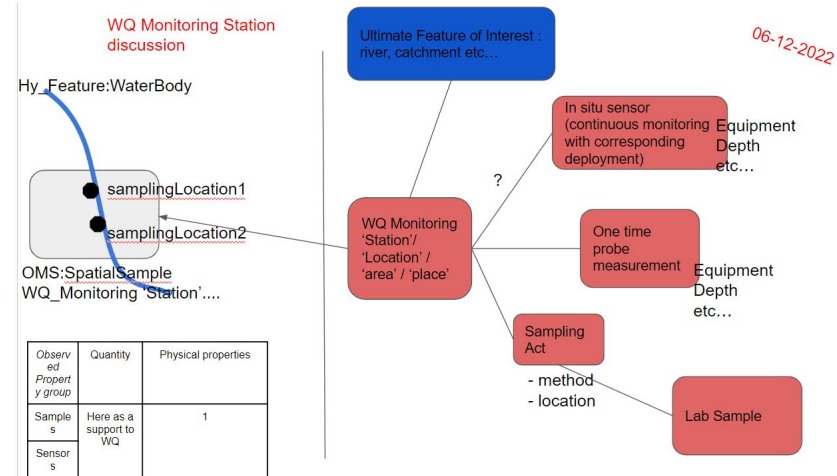 WQ Monitoring Station
discussion
06-12-2022
Ultimate Feature of Interest :
river, catchment etc…
Hy_Feature:WaterBody
In situ sensor
(continuous monitoring
with corresponding
deployment)
Equipment
Depth
etc…
?
samplingLocation1
samplingLocation2
WQ Monitoring
‘Station’/
‘Location’ /
‘area’ / ‘place’
One time
probe
measurement
Equipment
Depth
etc…
OMS:SpatialSample
WQ_Monitoring ‘Station’....
Sampling
Act
- method
- location
Lab Sample
Observ
ed
Propert
y group
Quantity
Physical properties
Sample
s
Here as a
support to
WQ
1
Sensor
s